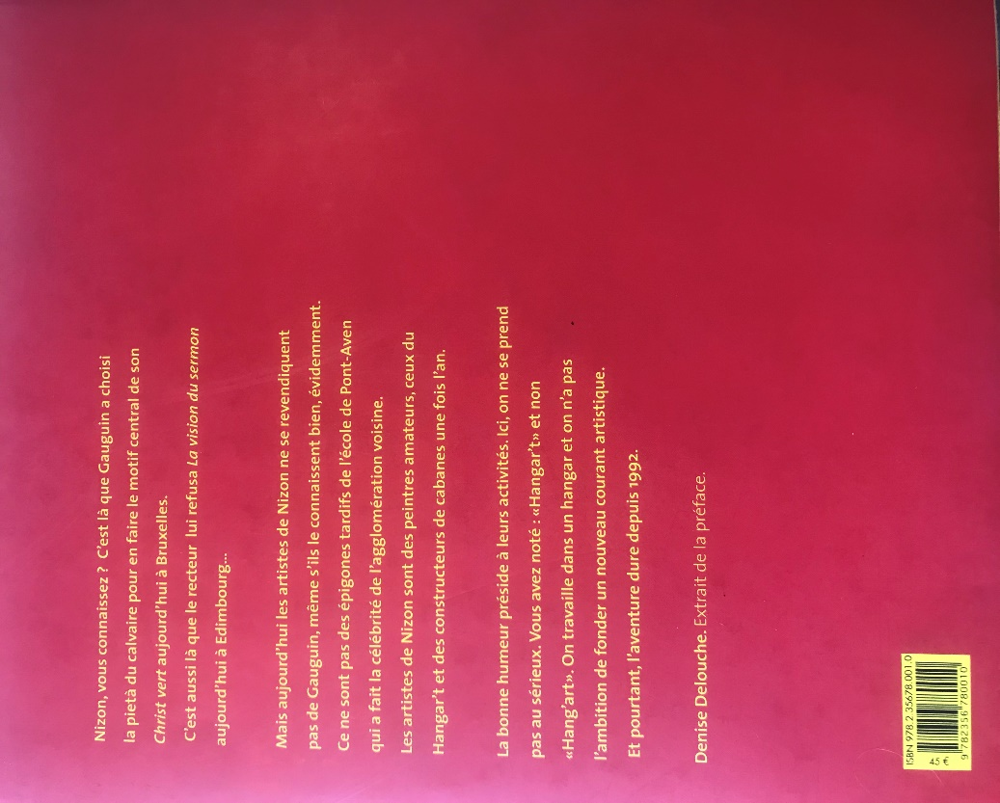 Nizon, vous connaissez ? C'est là que Gauguin a choisi
la pietà du calvaire pour en faire le motif central de son
Christ vert aujourd'hui à Bruxelles.
C'est aussi là que le recteur lui refusa La vision du sermon
aujourd'hui à Edimbourg...
Mais aujourd'hui les artistes de Nizon ne se revendiquent
pas de Gauguin, même s'ils le connaissent bien, évidemment.
Ce ne sont pas des épigones tardifs de l'école de Pont-Aven
qui a fait la célébrité de l'agglomération voisine.
Les artistes de Nizon sont des peintres amateurs, ceux du
Hangar't et des constructeurs de cabanes une fois l'an.
La bonne humeur préside à leurs activités. Ici, on ne se prend
pas au sérieux. Vous avez noté : «Hangar't» et non
«Hang'art». On travaille dans un hangar et on n'a pas
l'ambition de fonder un nouveau courant artistique.
Et pourtant, l'aventure dure depuis 1992.
Denise Delouche. Extrait de la préface.
ISBN 978 2 35678 001.0
45 €
9 782356 780010